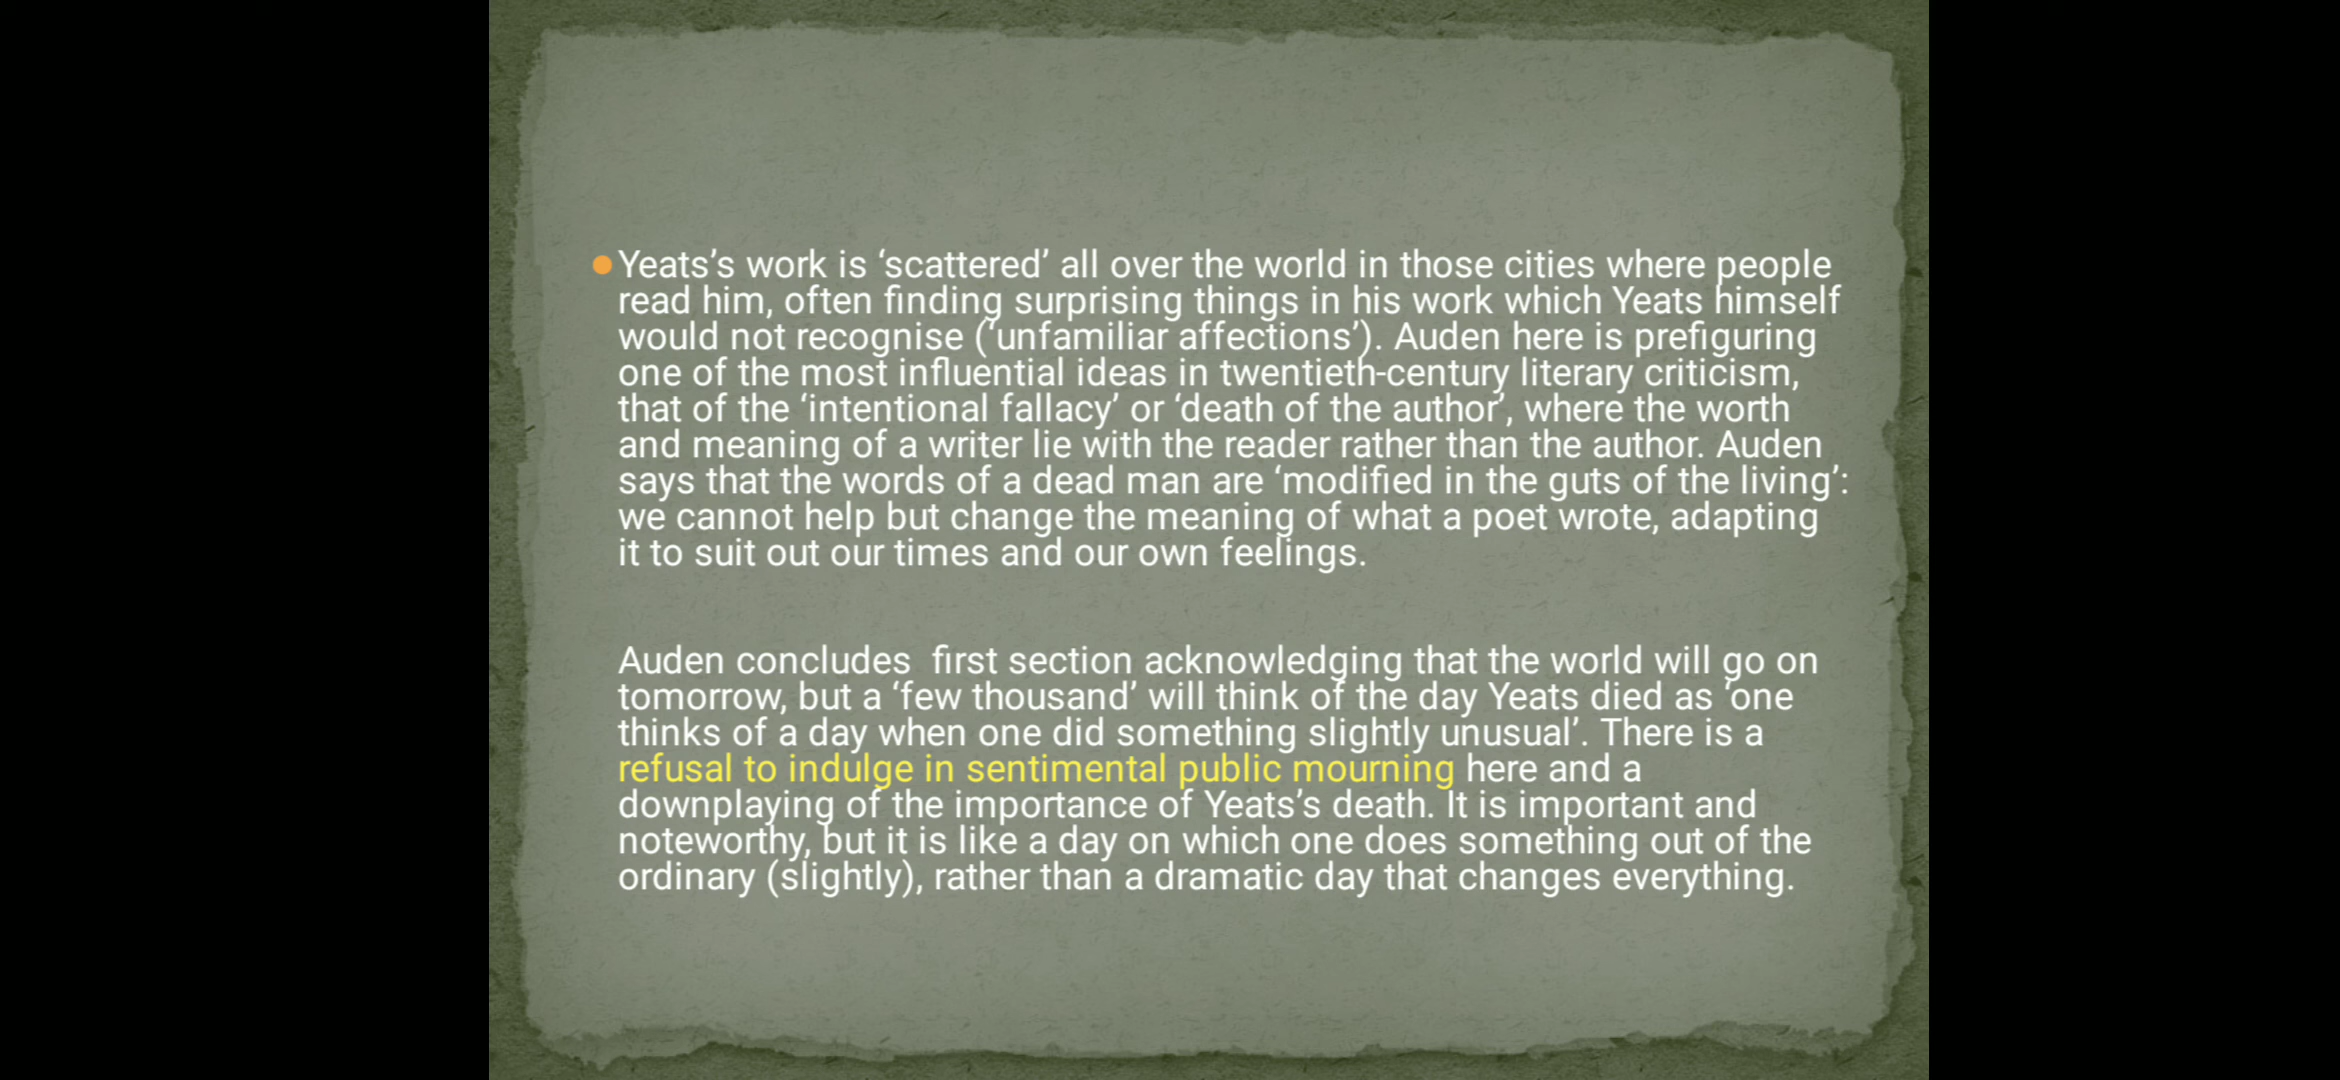 Yeats’s work is ‘scattered’ all over the world in those cities where people
read him, often finding surprising things in his work which Yeats himself
would not recognise (‘unfamiliar affections’). Auden here is prefiguring
one of the most influential ideas in twentieth-century literary criticism,
that of the ‘intentional fallacy’ or ‘death of the author’, where the worth
and meaning of a writer lie with the reader rather than the author. Auden
says that the words of a dead man are ‘modified in the guts of the living’:
we cannot help but change the meaning of what a poet wrote, adapting
it to suit out our times and our own feelings.
Auden concludes  first section acknowledging that the world will go on
tomorrow, but a ‘few thousand’ will think of the day Yeats died as ‘one
thinks of a day when one did something slightly unusual’. There is a
refusal to indulge in sentimental public mourning here and a
downplaying of the importance of Yeats’s death. It is important and
noteworthy, but it is like a day on which one does something out of the
ordinary (slightly), rather than a dramatic day that changes everything.